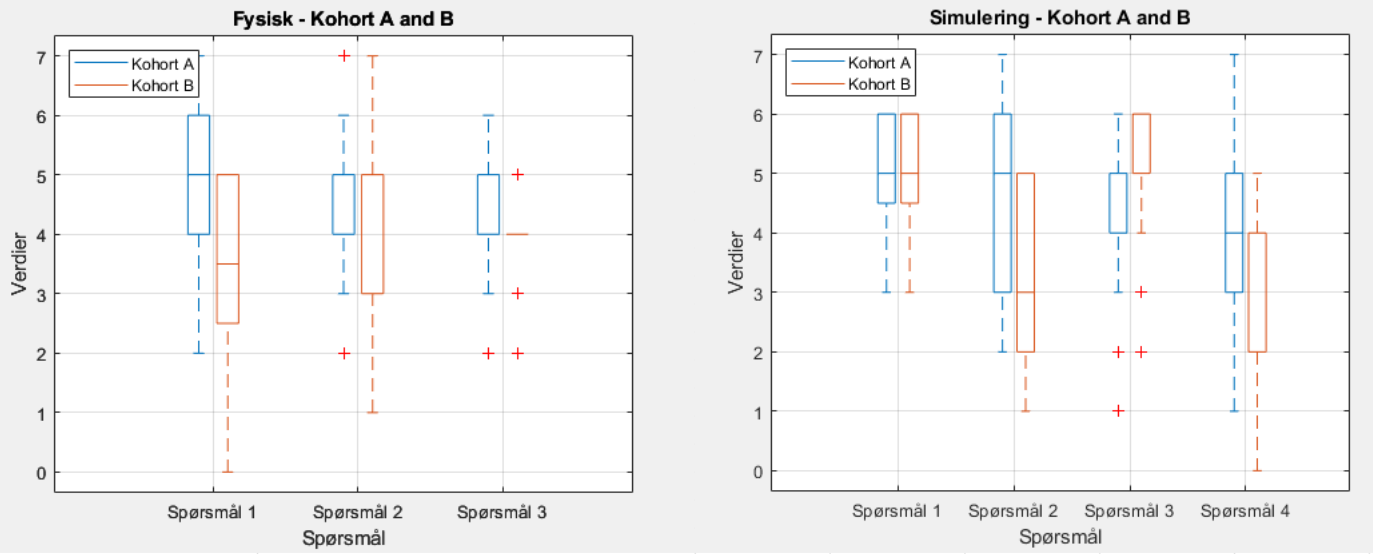 Fysisk - Kohort A and B
Kohort A
Kohort B
7
6
5
4
3
2
1
0
Verdier
Spørsmål 1
Spørsmål 2
Spørsmål 3
Spørsmål
Simulering - Kohort A and B
Kohort A
Kohort B
7
6
5
4
3
2
1
0
Verdier
Spørsmål 1
Spørsmål 2
Spørsmål 3
Spørsmål 4
Spørsmål